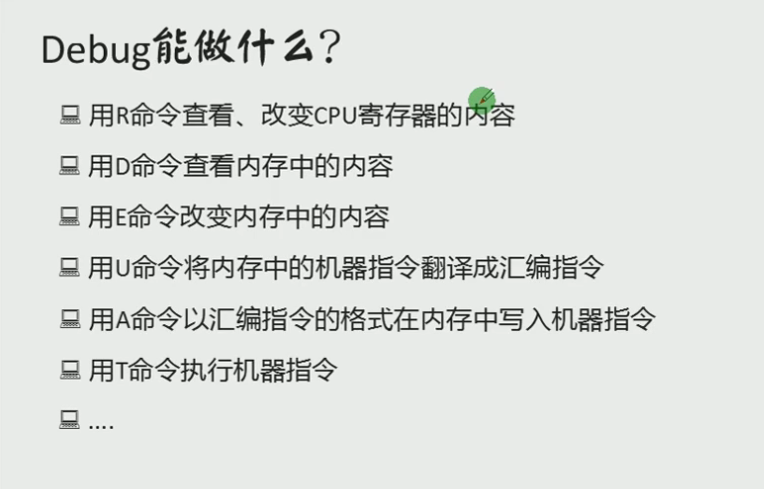 Debug能做什么？
用R命令查看、改变CPU寄存器的内容
用D命令查看内存中的内容
用E命令改变内存中的内容
用U命令将内存中的机器指令翻译成汇编指令
用A命令以汇编指令的格式在内存中写入机器指令
用T命令执行机器指令
....